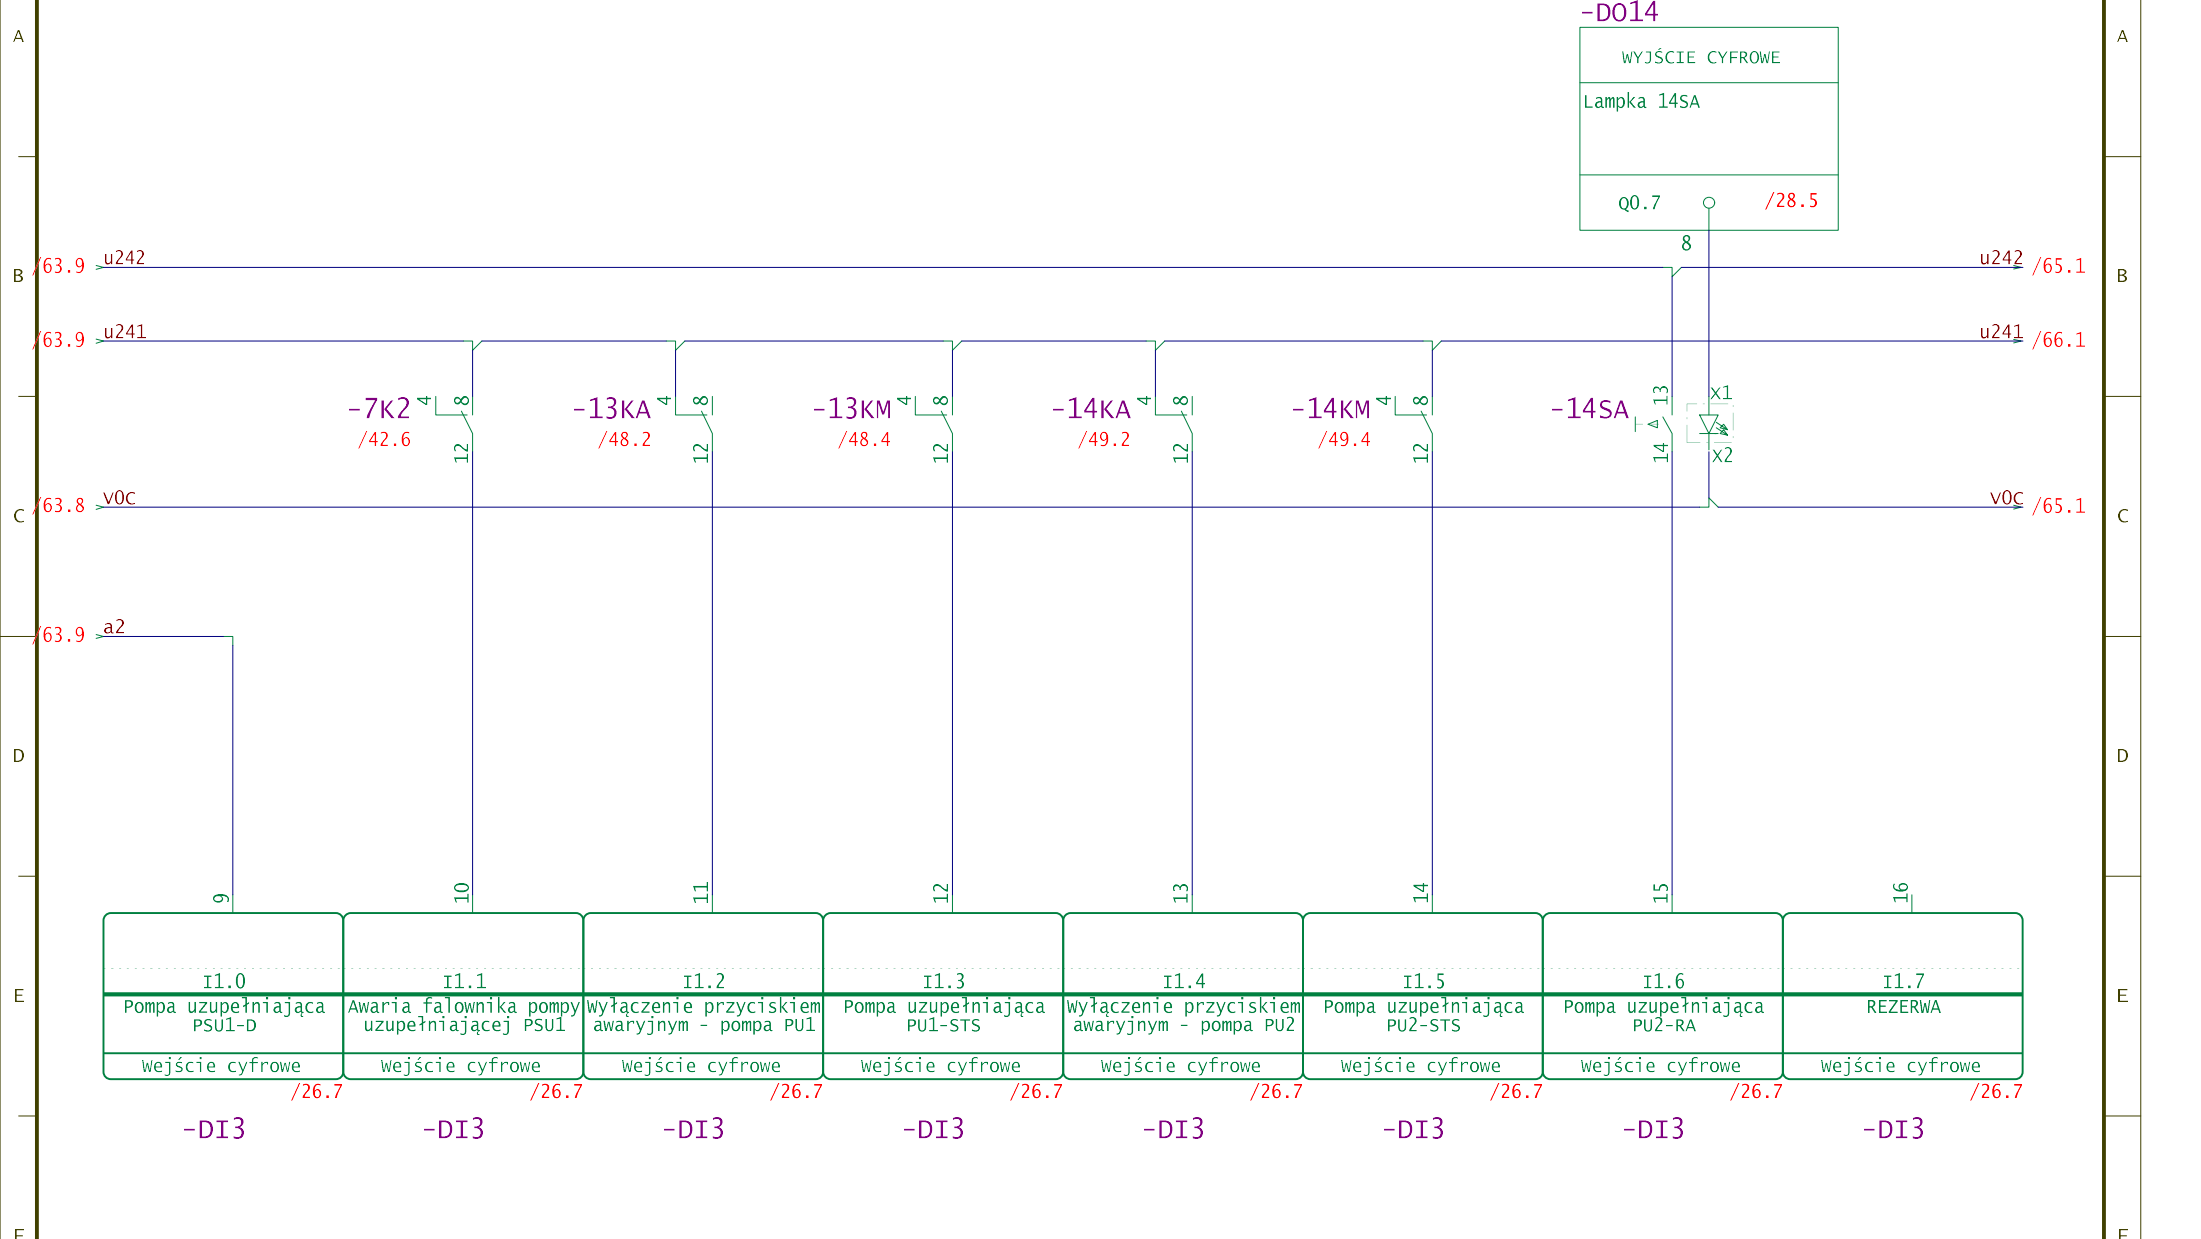 -DO14
A
A
WYJŚCIE CYFROWE
Lampka 14SA
Q0.7
/28.5
8
/63.9
u242
u242
/65.1
B
B
/63.9
u241
u241
/66.1
-7K2
4
8
/42.6
12
-13KA
4
8
/48.2
12
-13KM
4
8
/48.4
12
-14KA
4
8
/49.2
12
-14KM
4
8
/49.4
12
-14SA
13
14
X1
X2
/63.8
v0c
v0c
/65.1
C
C
/63.9
a2
D
D
9
10
11
12
13
14
15
16
I1.0
I1.1
I1.2
I1.3
I1.4
I1.5
I1.6
I1.7
E
E
Pompa uzupełniająca
PSU1-D
Awaria falownika pompy
uzupełniającej PSU1
Wyłączenie przyciskiem
awaryjnym - pompa PU1
Pompa uzupełniająca
PU1-STS
Wyłączenie przyciskiem
awaryjnym - pompa PU2
Pompa uzupełniająca
PU2-STS
Pompa uzupełniająca
PU2-RA
REZERWA
Wejście cyfrowe
Wejście cyfrowe
Wejście cyfrowe
Wejście cyfrowe
Wejście cyfrowe
Wejście cyfrowe
Wejście cyfrowe
Wejście cyfrowe
/26.7
/26.7
/26.7
/26.7
/26.7
/26.7
/26.7
/26.7
-DI3
-DI3
-DI3
-DI3
-DI3
-DI3
-DI3
-DI3